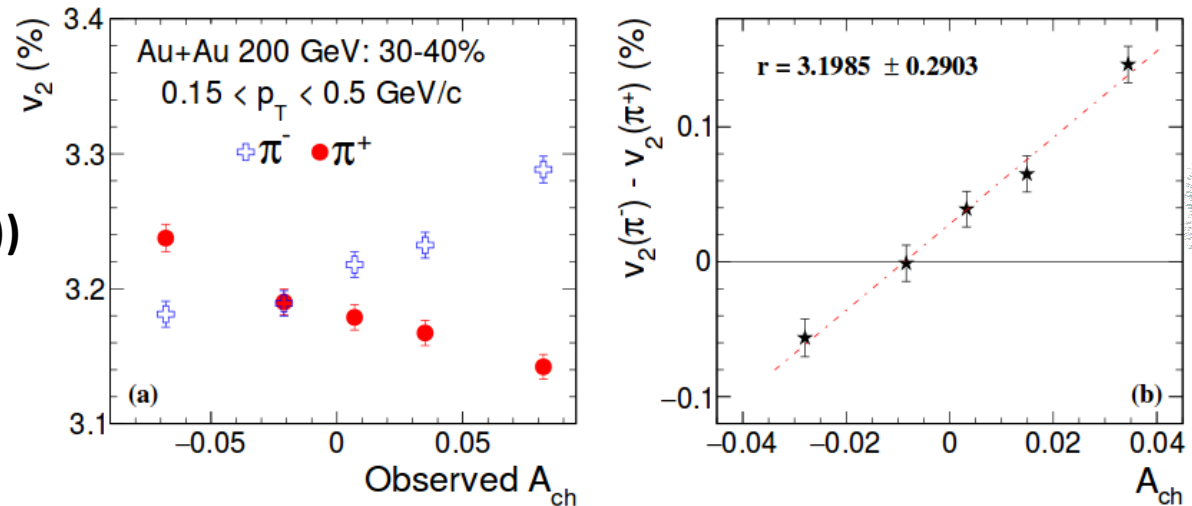 ))
3.4
3.3
3.2
3.1
v2 (%)
Au+Au 200 GeV: 30-40%
0.15 < pT < 0.5 GeV/c
π- π+
(a)
−0.05 0 0.05
Observed Ach
v2(π-) - v2(π+) (%)
0.1
0
−0.1
r = 3.1985 ± 0.2903
(b)
−0.04 −0.02 0 0.02 0.04
Ach